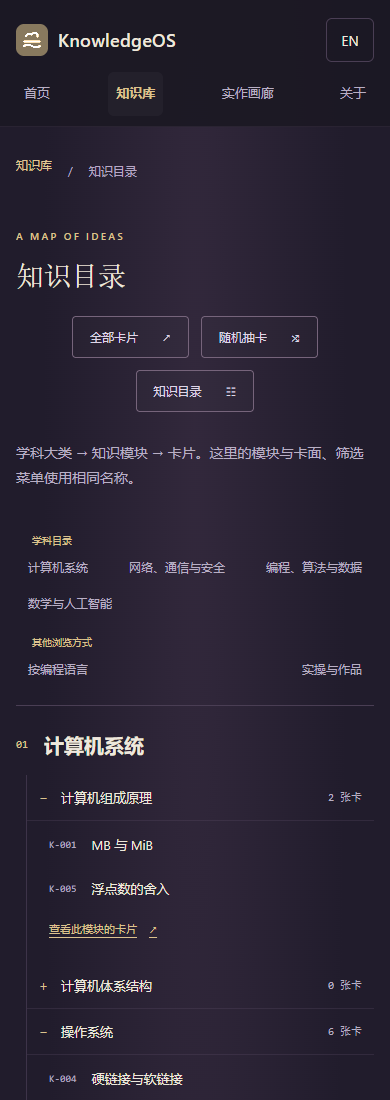 KnowledgeOS
EN
首页 知识库 实作画廊 关于
知识库 / 知识目录
A MAP OF IDEAS
知识目录
全部卡片 ↗ 随机抽卡 ⤮
知识目录 ☷
学科大类 → 知识模块 → 卡片。这里的模块与卡面、筛选
菜单使用相同名称。
学科目录
计算机系统 网络、通信与安全 编程、算法与数据
数学与人工智能
其他浏览方式
按编程语言 实操与作品
01 计算机系统
− 计算机组成原理 2 张卡
K-001 MB 与 MiB
K-005 浮点数的舍入
查看此模块的卡片 ↗
+ 计算机体系结构 0 张卡
− 操作系统 6 张卡
K-004 硬链接与软链接